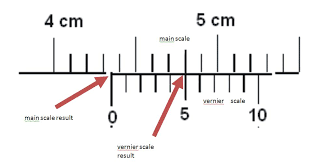 4 cm 5 cm
main scale
main scale result
0 5 10
vernier scale
vernier scale
result